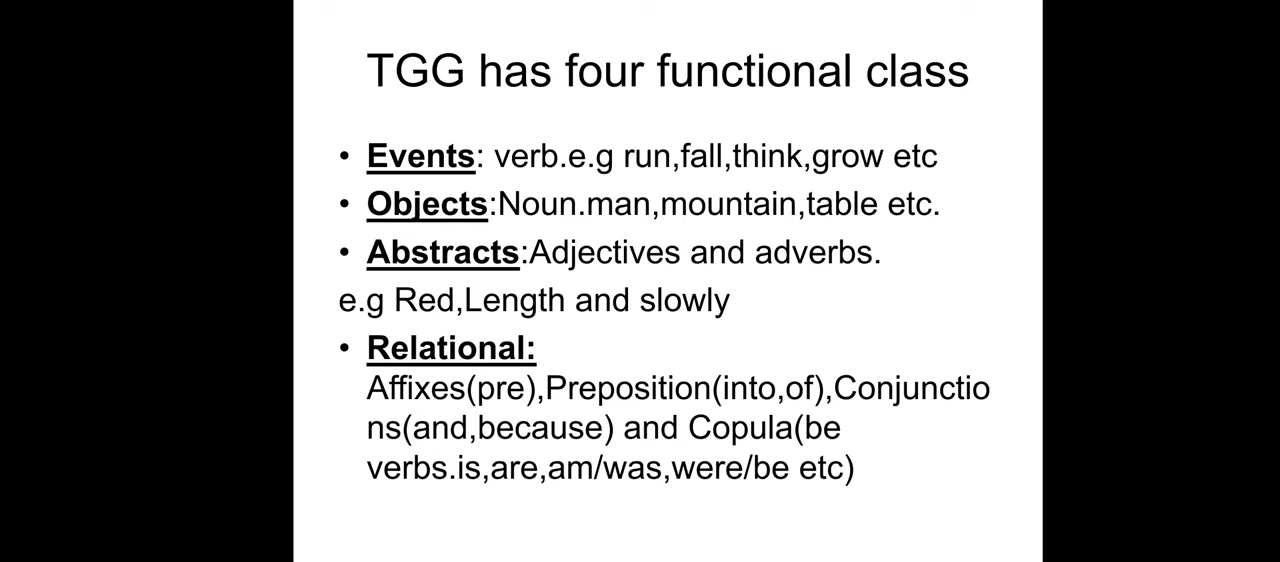 TGG has four functional class
• Events: verb.e.g run,fall,think,grow etc
• Objects:Noun.man,mountain,table etc.
• Abstracts:Adjectives and adverbs.
e.g Red,Length and slowly
• Relational:
Affixes(pre),Preposition(into,of),Conjunctio
ns(and,because) and Copula(be
verbs.is,are,am/was,were/be etc)